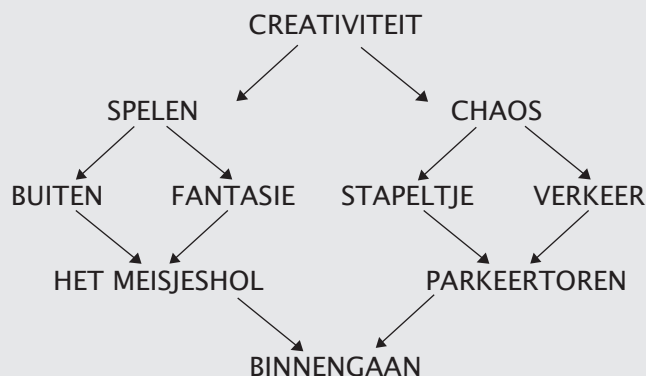 CREATIVITEIT
SPELEN CHAOS
BUITEN FANTASIE STAPELTJE VERKEER
HET MEISJESHOL PARKEERTOREN
BINNENGAAN